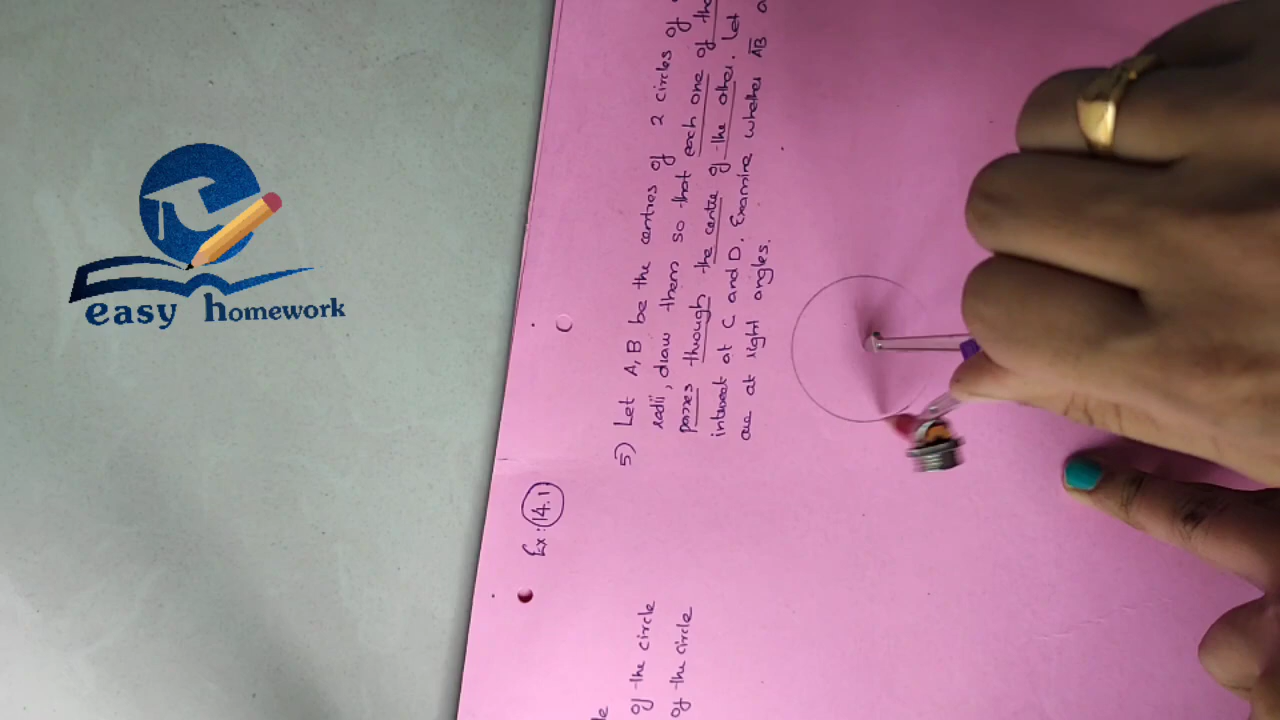 easy homework
Ex: 14.1
5) Let A, B be the centres of 2 circles of
radii, draw them so that each one of the
passes through the centre of the other. Let
intersect at C and D. Examine whether AB
are at right angles.
of the circle
of the circle